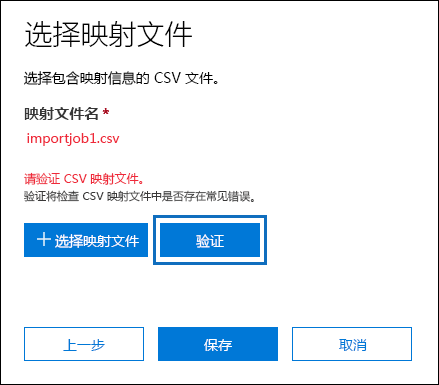 选择映射文件
选择包含映射信息的 CSV 文件。
映射文件名 *
importjob1.csv
请验证 CSV 映射文件。
验证将检查 CSV 映射文件中是否存在常见错误。
+ 选择映射文件 验证
上一步 保存 取消